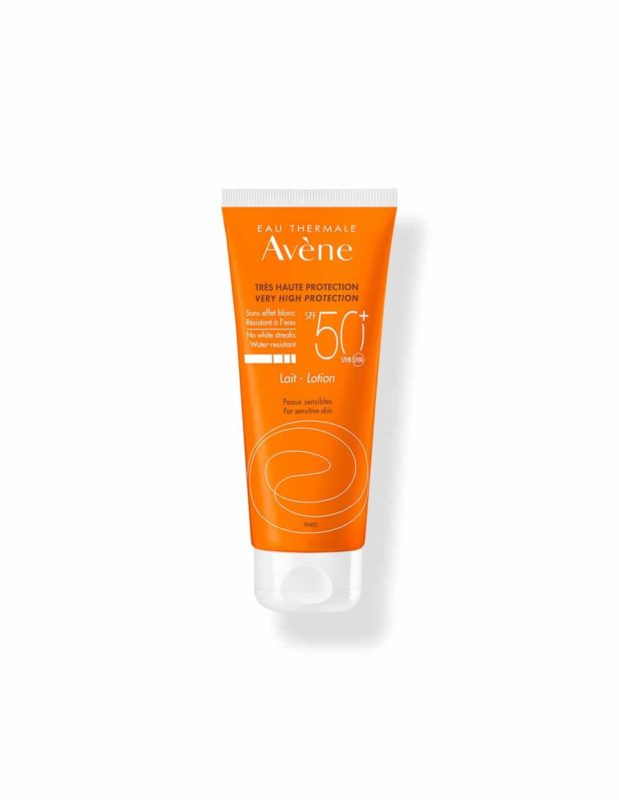 EAU THERMALE
Avène
TRÈS HAUTE PROTECTION
VERY HIGH PROTECTION
Sans effet blanc
Résistant à l'eau
No white streaks
Water-resistant
SPF 50+
UVB UVA
Lait - Lotion
Peaux sensibles
For sensitive skin
PARIS